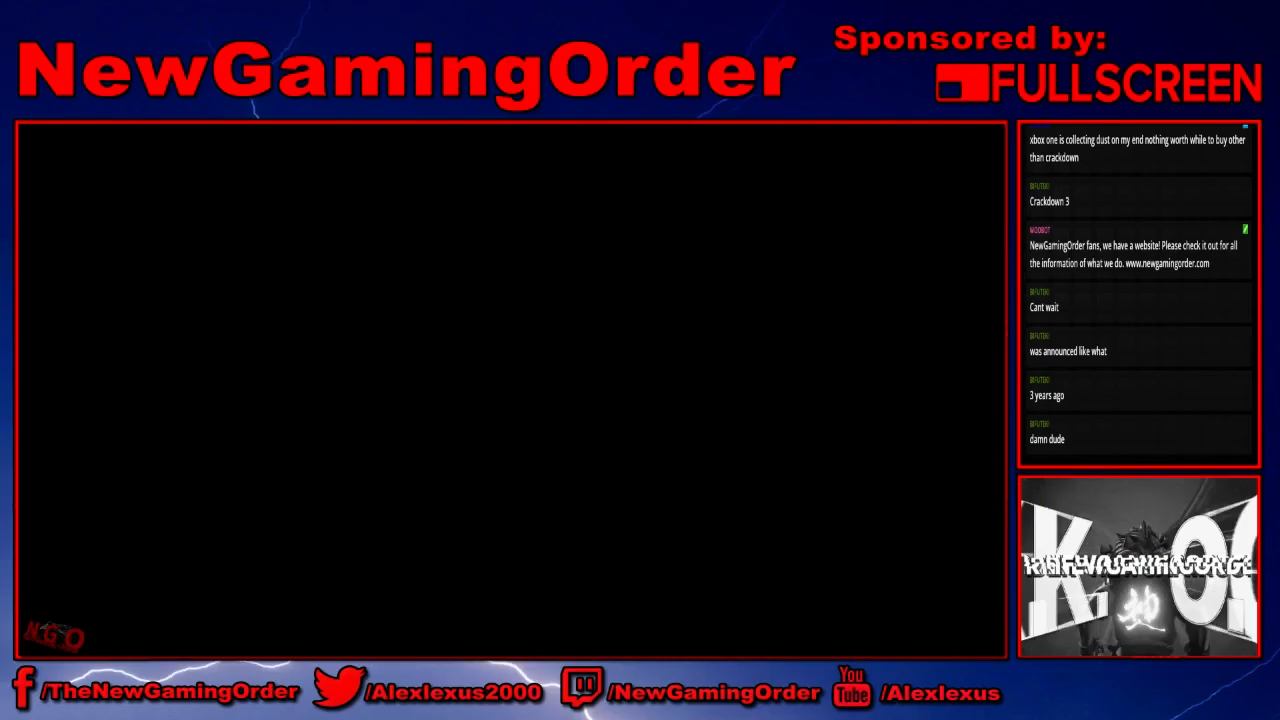 NewGamingOrder
Sponsored by:
FULLSCREEN
xbox one is collecting dust on my end nothing worth while to buy other
than crackdown
Crackdown 3
MOOBOT
NewGamingOrder fans, we have a website! Please check it out for all
the information of what we do. www.newgamingorder.com
Cant wait
was announced like what
3 years ago
damn dude
K.O
NGO
/TheNewGamingOrder
/Alexlexus2000
/NewGamingOrder
You
Tube
/Alexlexus